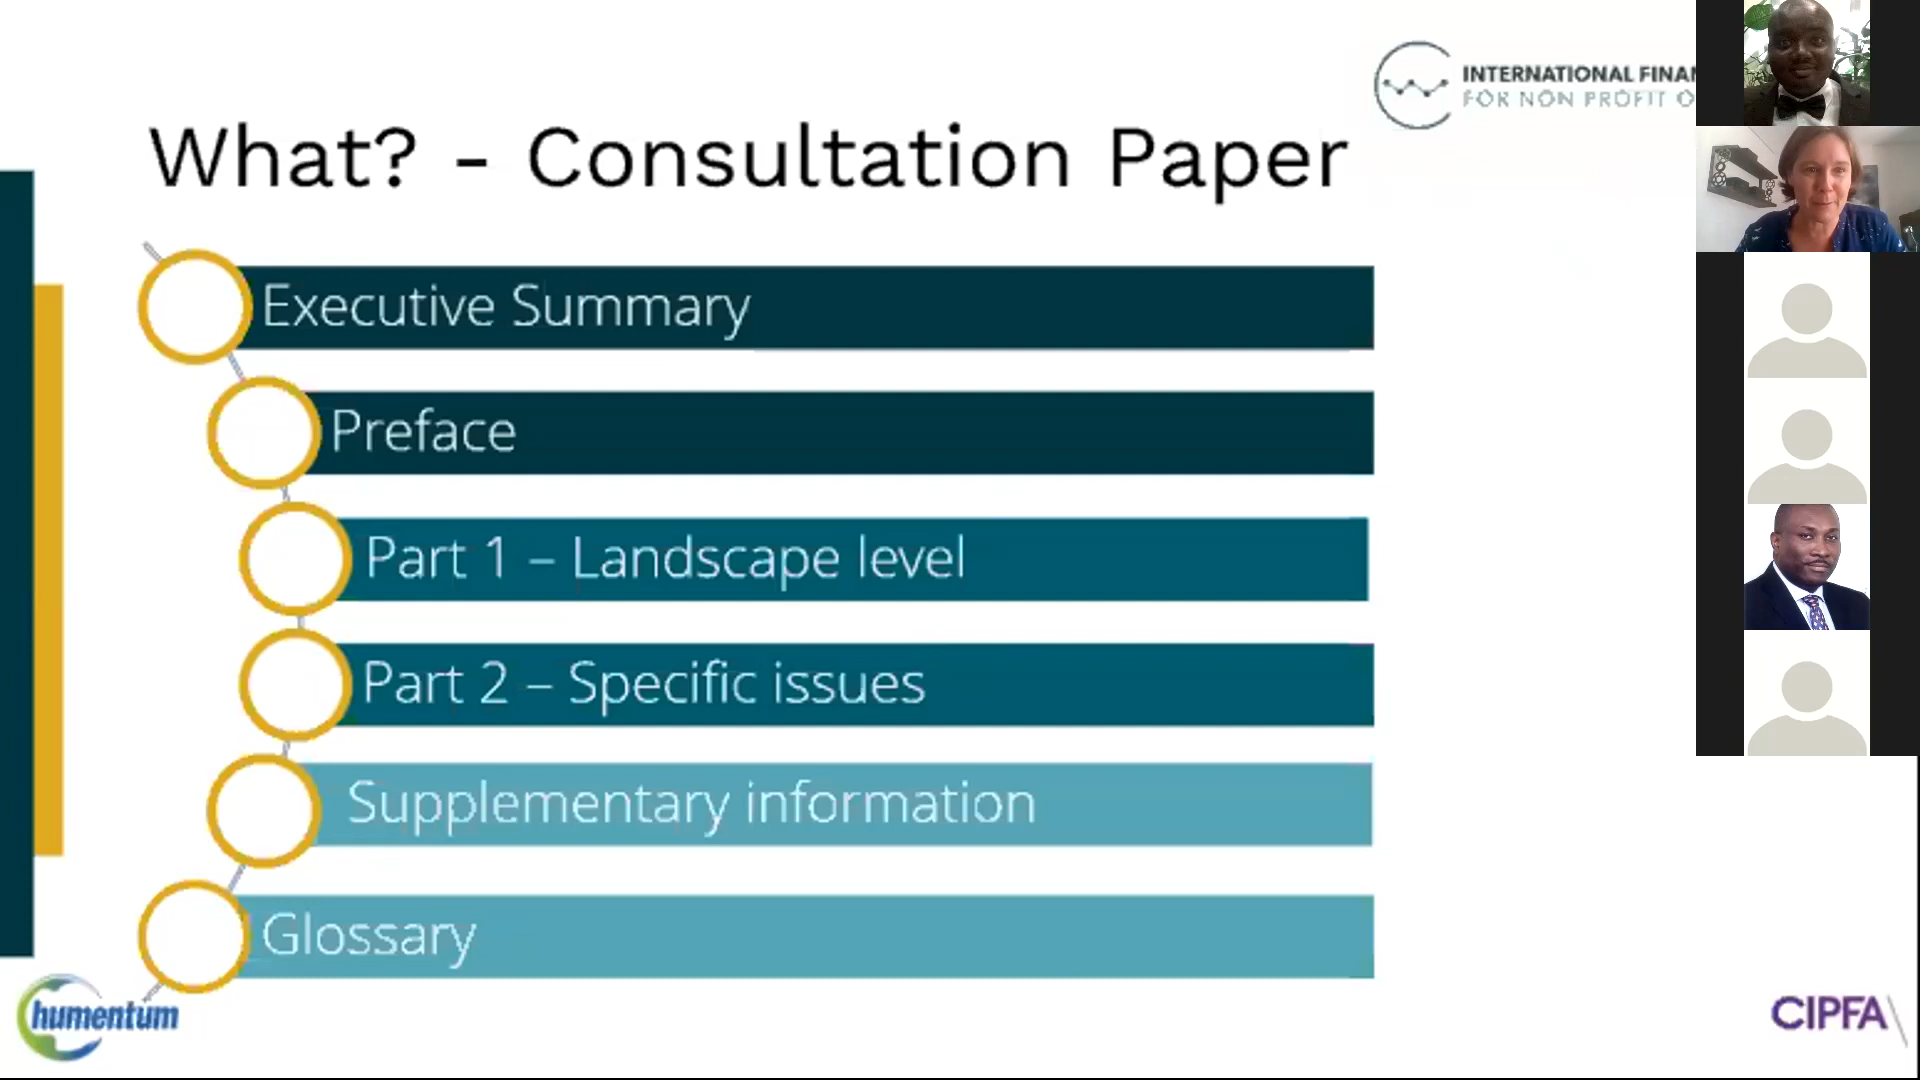 INTERNATIONAL FINAN
FOR NON PROFIT O
What? - Consultation Paper
Executive Summary
Preface
Part 1 – Landscape level
Part 2 – Specific issues
Supplementary information
Glossary
humentum
CIPFA\